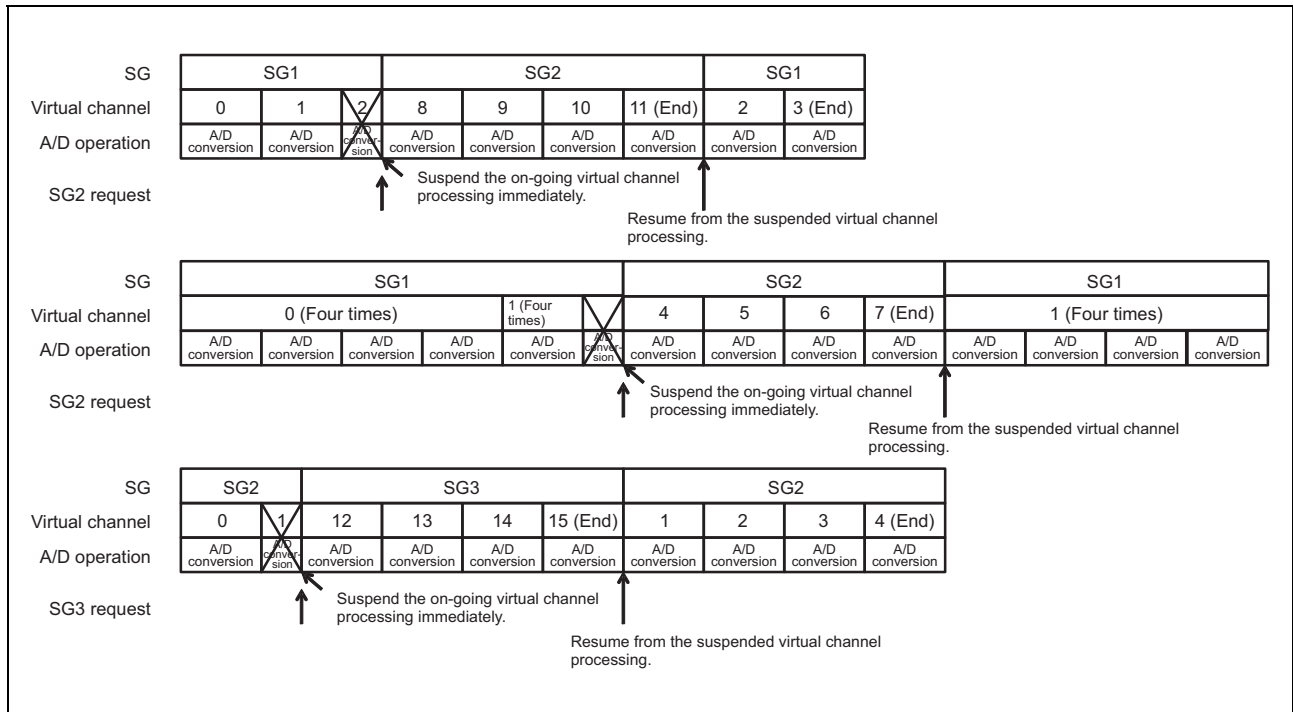 SG SG1 SG2 SG1
Virtual channel 0 1 2 8 9 10 11 (End) 2 3 (End)
A/D operation A/D conversion A/D conversion A/D conver-sion A/D conversion A/D conversion A/D conversion A/D conversion A/D conversion A/D conversion
SG2 request
Suspend the on-going virtual channel
processing immediately.
Resume from the suspended virtual channel
processing.
SG SG1 SG2 SG1
Virtual channel 0 (Four times) 1 (Four times) 4 5 6 7 (End) 1 (Four times)
A/D operation A/D conversion A/D conversion A/D conversion A/D conversion A/D conversion A/D conver-sion A/D conversion A/D conversion A/D conversion A/D conversion A/D conversion A/D conversion A/D conversion A/D conversion
SG2 request
Suspend the on-going virtual channel
processing immediately.
Resume from the suspended virtual channel
processing.
SG SG2 SG3 SG2
Virtual channel 0 1 12 13 14 15 (End) 1 2 3 4 (End)
A/D operation A/D conversion A/D conver-sion A/D conversion A/D conversion A/D conversion A/D conversion A/D conversion A/D conversion A/D conversion A/D conversion
SG3 request
Suspend the on-going virtual channel
processing immediately.
Resume from the suspended virtual channel
processing.